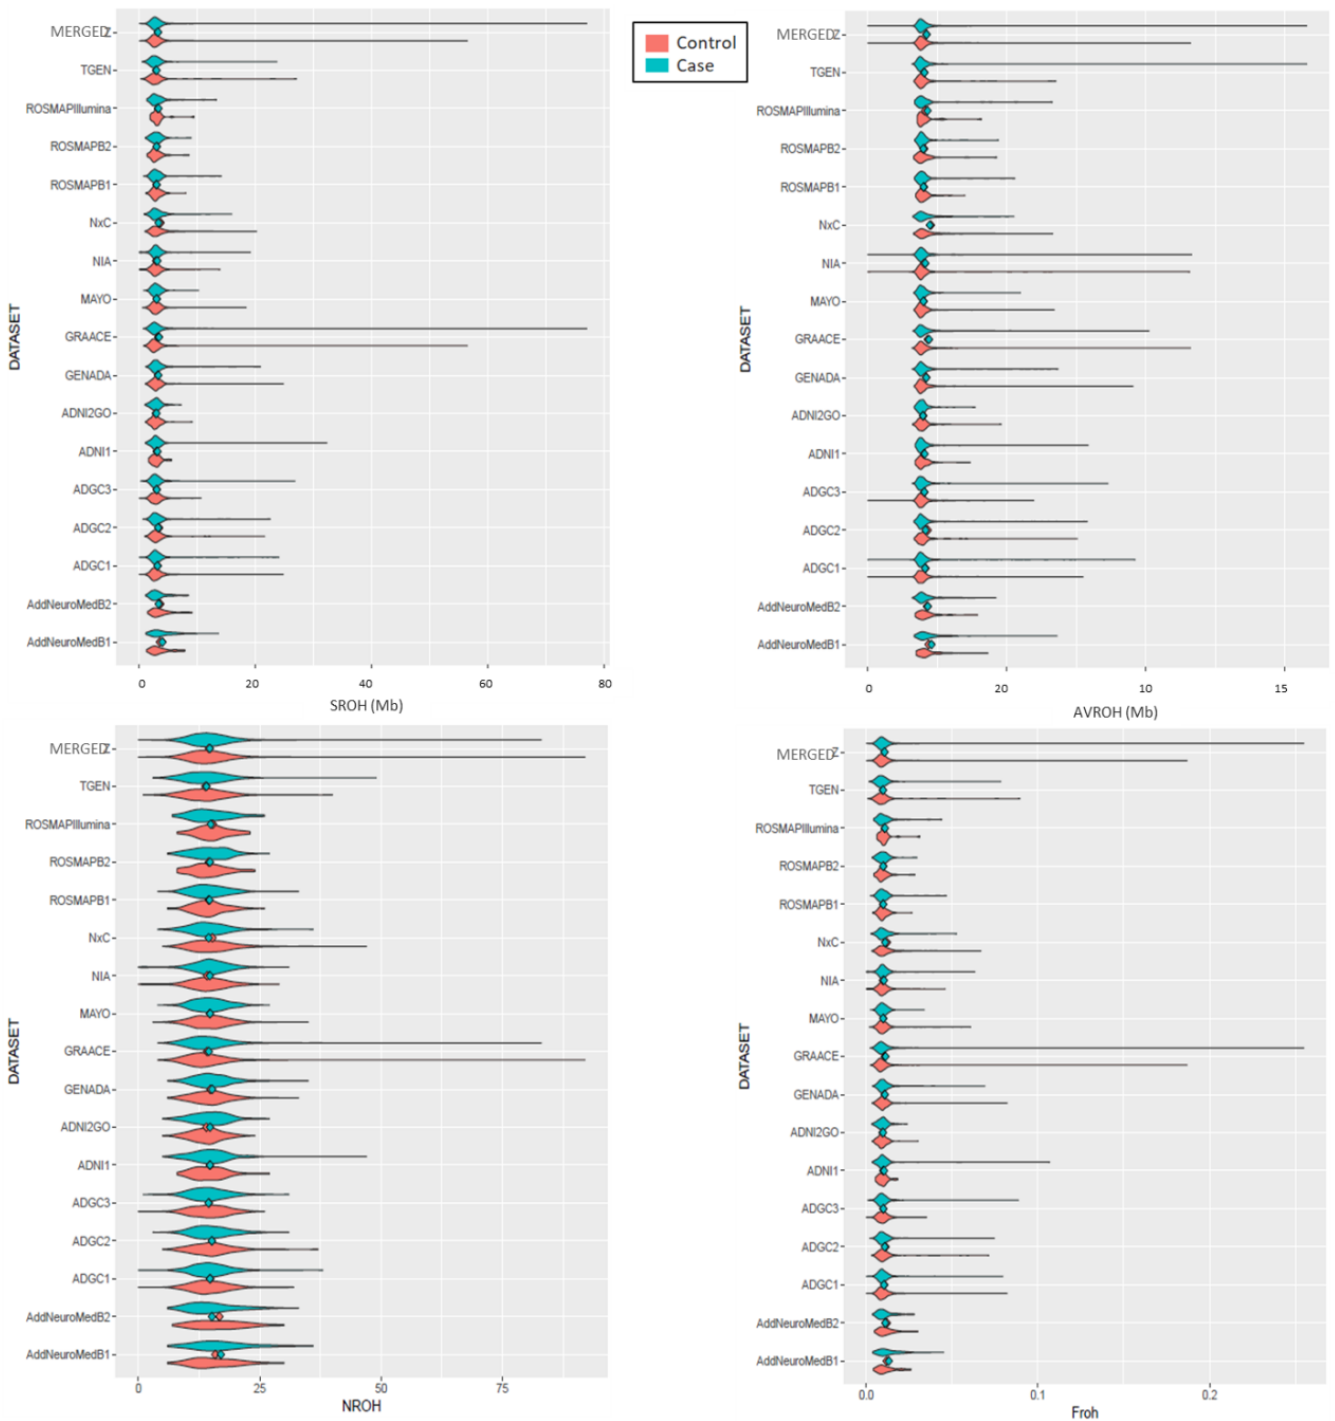 MERGEDZ
TGEN
ROSMAPIllumina
ROSMAPB2
ROSMAPB1
NxC
NIA
MAYO
GRAACE
GENADA
ADNI2GO
ADNI1
ADGC3
ADGC2
ADGC1
AddNeuroMedB2
AddNeuroMedB1
DATASET
0 20 40 60 80
SROH (Mb)
Control
Case
MERGEDZ
TGEN
ROSMAPIllumina
ROSMAPB2
ROSMAPB1
NxC
NIA
MAYO
GRAACE
GENADA
ADNI2GO
ADNI1
ADGC3
ADGC2
ADGC1
AddNeuroMedB2
AddNeuroMedB1
DATASET
0 20 10 15
AVROH (Mb)
MERGEDZ
TGEN
ROSMAPIllumina
ROSMAPB2
ROSMAPB1
NxC
NIA
MAYO
GRAACE
GENADA
ADNI2GO
ADNI1
ADGC3
ADGC2
ADGC1
AddNeuroMedB2
AddNeuroMedB1
DATASET
0 25 50 75
NROH
MERGEDZ
TGEN
ROSMAPIllumina
ROSMAPB2
ROSMAPB1
NxC
NIA
MAYO
GRAACE
GENADA
ADNI2GO
ADNI1
ADGC3
ADGC2
ADGC1
AddNeuroMedB2
AddNeuroMedB1
DATASET
0.0 0.1 0.2
Froh